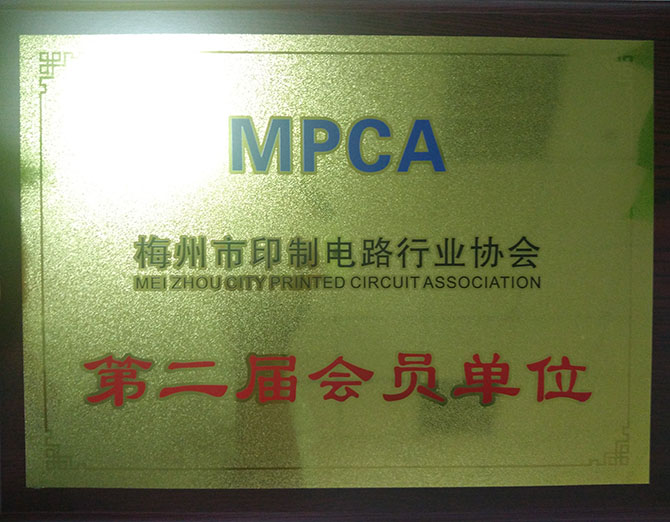 MPCA
梅州市印制电路行业协会
MEI ZHOU CITY PRINTED CIRCUIT ASSOCIATION
第二届会员单位